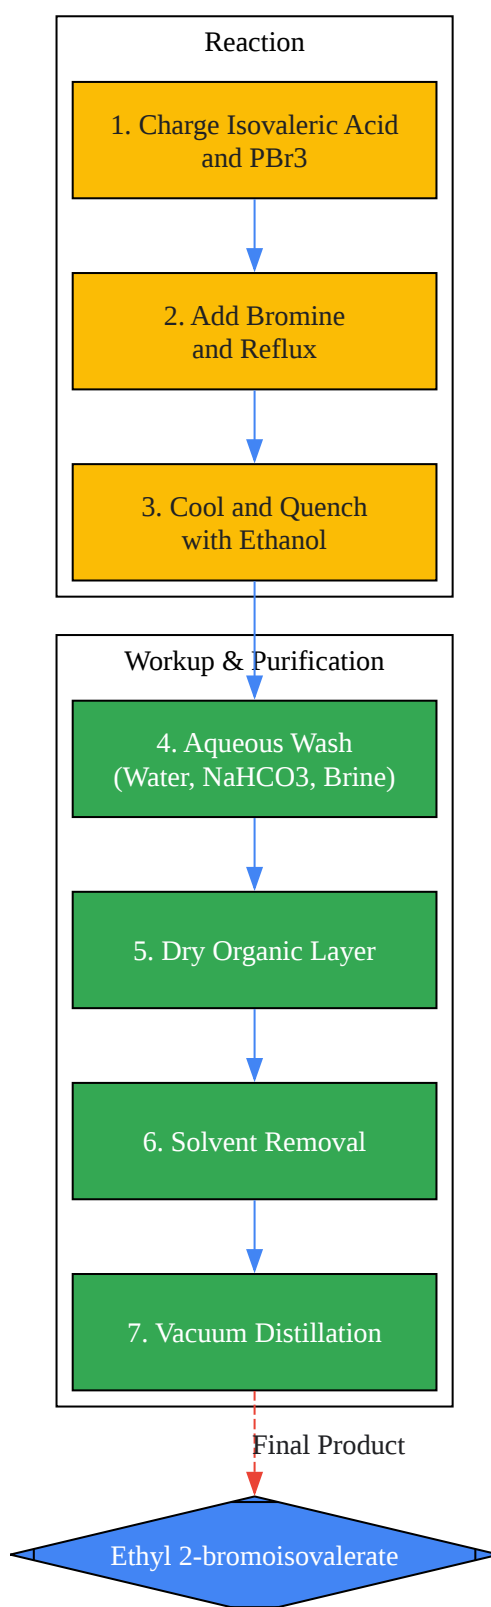 Reaction
1. Charge Isovaleric Acid
and PBr3
2. Add Bromine
and Reflux
3. Cool and Quench
with Ethanol
Workup & Purification
4. Aqueous Wash
(Water, NaHCO3, Brine)
5. Dry Organic Layer
6. Solvent Removal
7. Vacuum Distillation
Final Product
Ethyl 2-bromoisovalerate